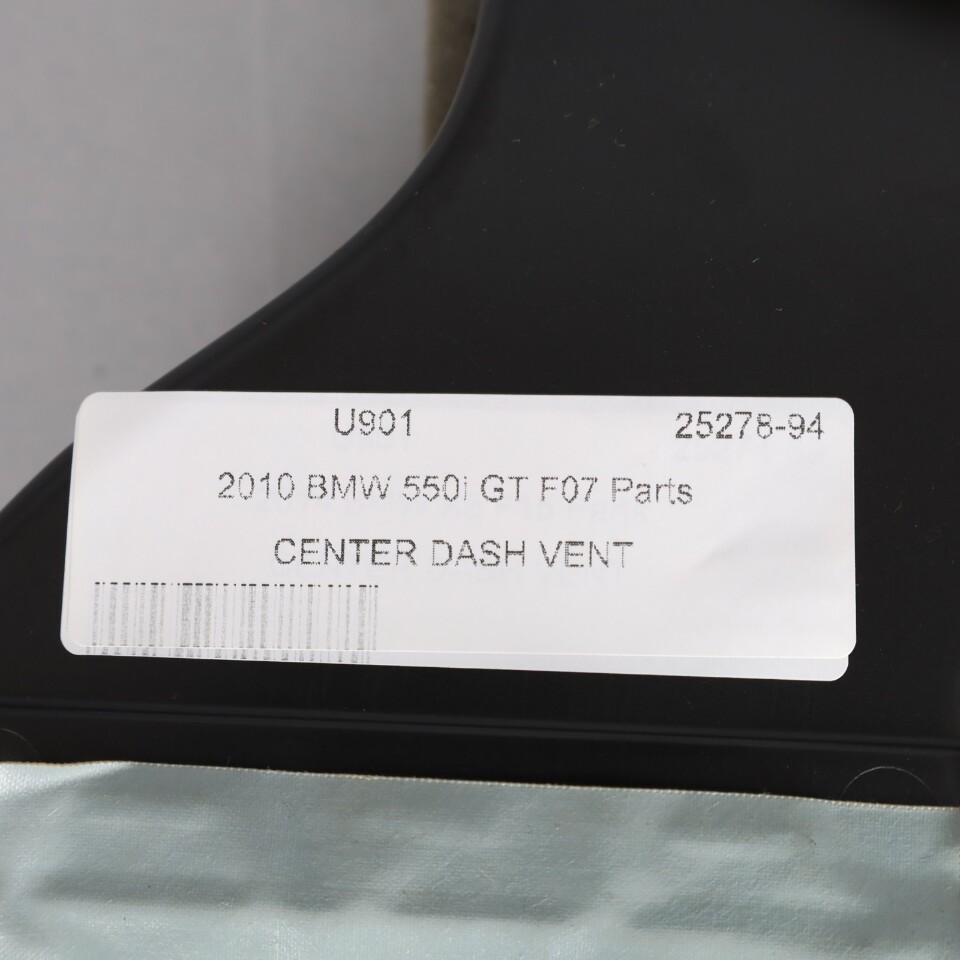 U901 25278-94
2010 BMW 550i GT F07 Parts
CENTER DASH VENT